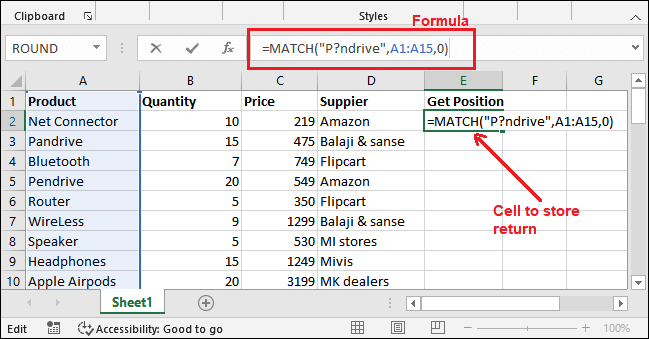 Clipboard Styles
Formula
ROUND =MATCH("P?ndrive",A1:A15,0)
A B C D E F G
1 Product Quantity Price Suppier Get Position
2 Net Connector 10 219 Amazon =MATCH("P?ndrive",A1:A15,0)
3 Pandrive 15 475 Balaji & sanse
4 Bluetooth 7 749 Flipcart
5 Pendrive 20 549 Amazon
6 Router 5 350 Flipcart
7 WireLess 9 1299 Balaji & sanse
8 Speaker 5 530 MI stores
9 Headphones 15 1249 Mivis
10 Apple Airpods 20 3199 MK dealers
Cell to store
return
Sheet1
Edit Accessibility: Good to go 100%